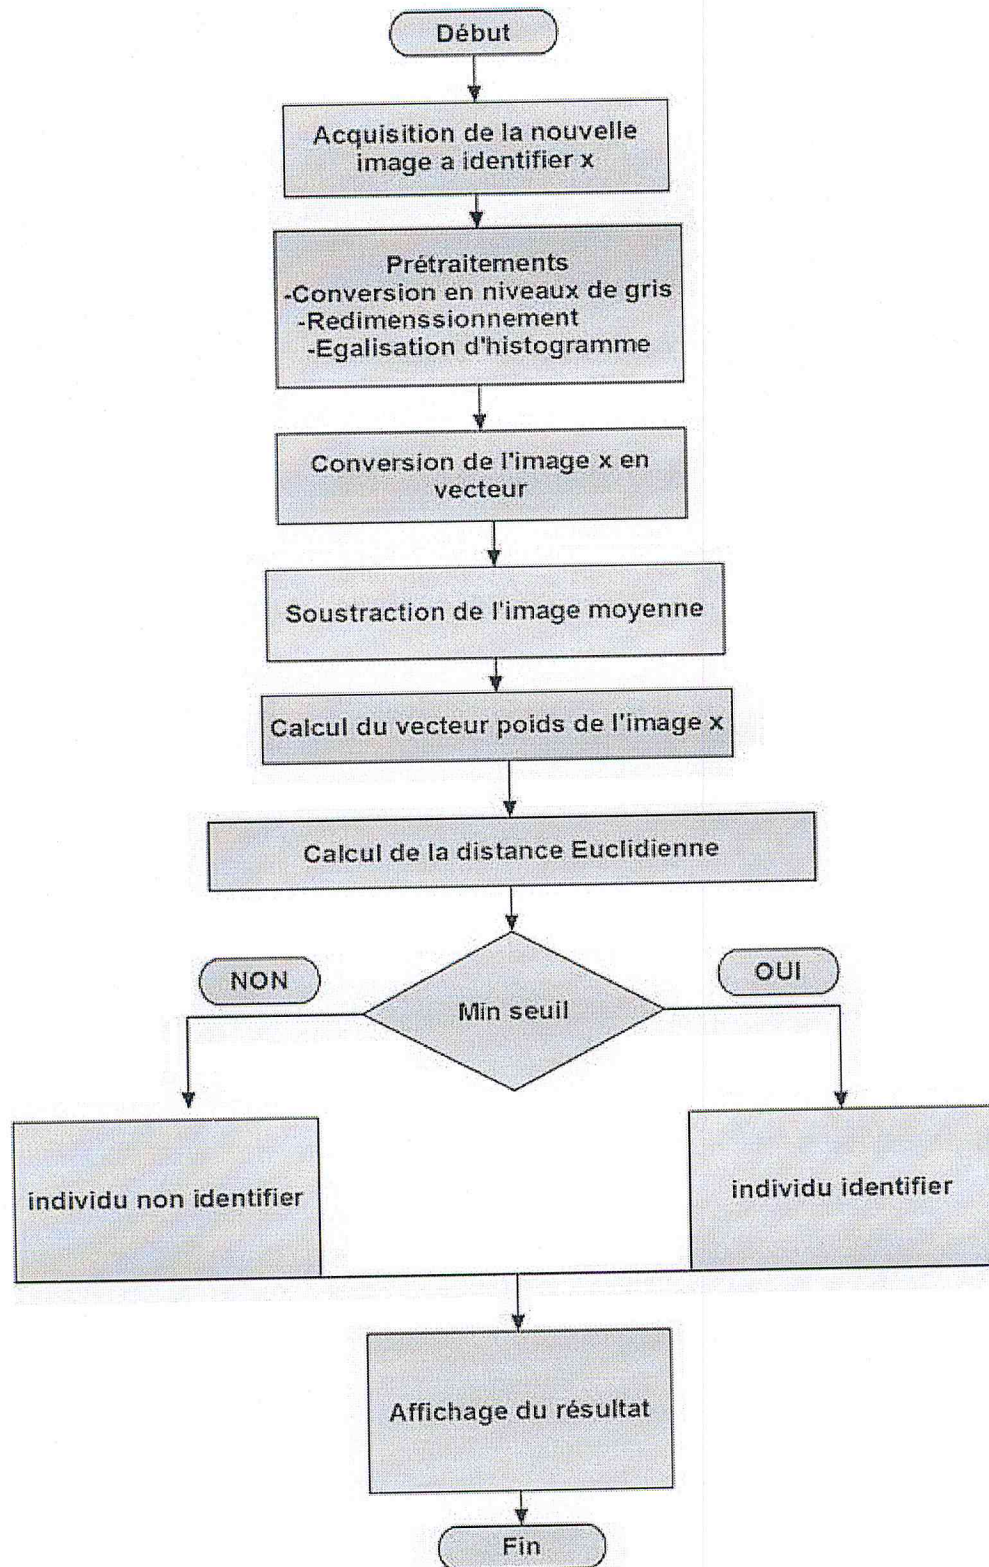 Début
Acquisition de la nouvelle
image a identifier x
Prétraitements
-Conversion en niveaux de gris
-Redimenssionnement
-Egalisation d'histogramme
Conversion de l'image x en
vecteur
Soustraction de l'image moyenne
Calcul du vecteur poids de l'image x
Calcul de la distance Euclidienne
NON
Min seuil
OUI
individu non identifier
individu identifier
Affichage du résultat
Fin